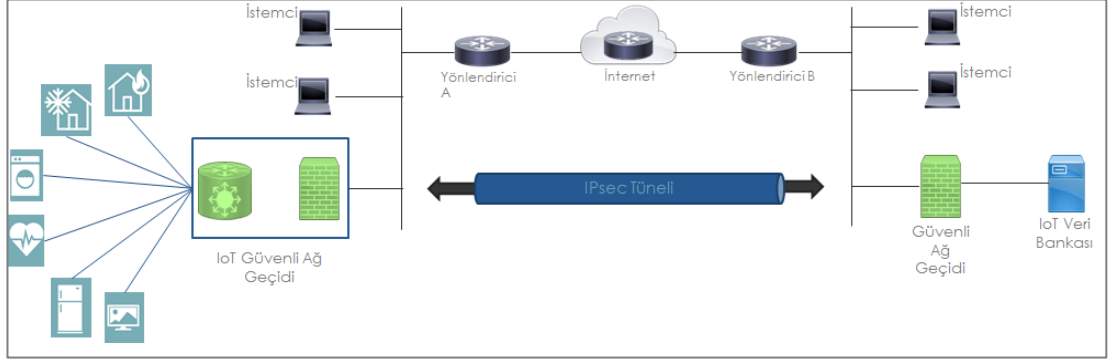 İstemci
İstemci
İstemci
İstemci
Yönlendirici
A
İnternet
Yönlendirici B
IPsec Tüneli
IoT Güvenli Ağ
Geçidi
Güvenli
Ağ
Geçidi
IoT Veri
Bankası